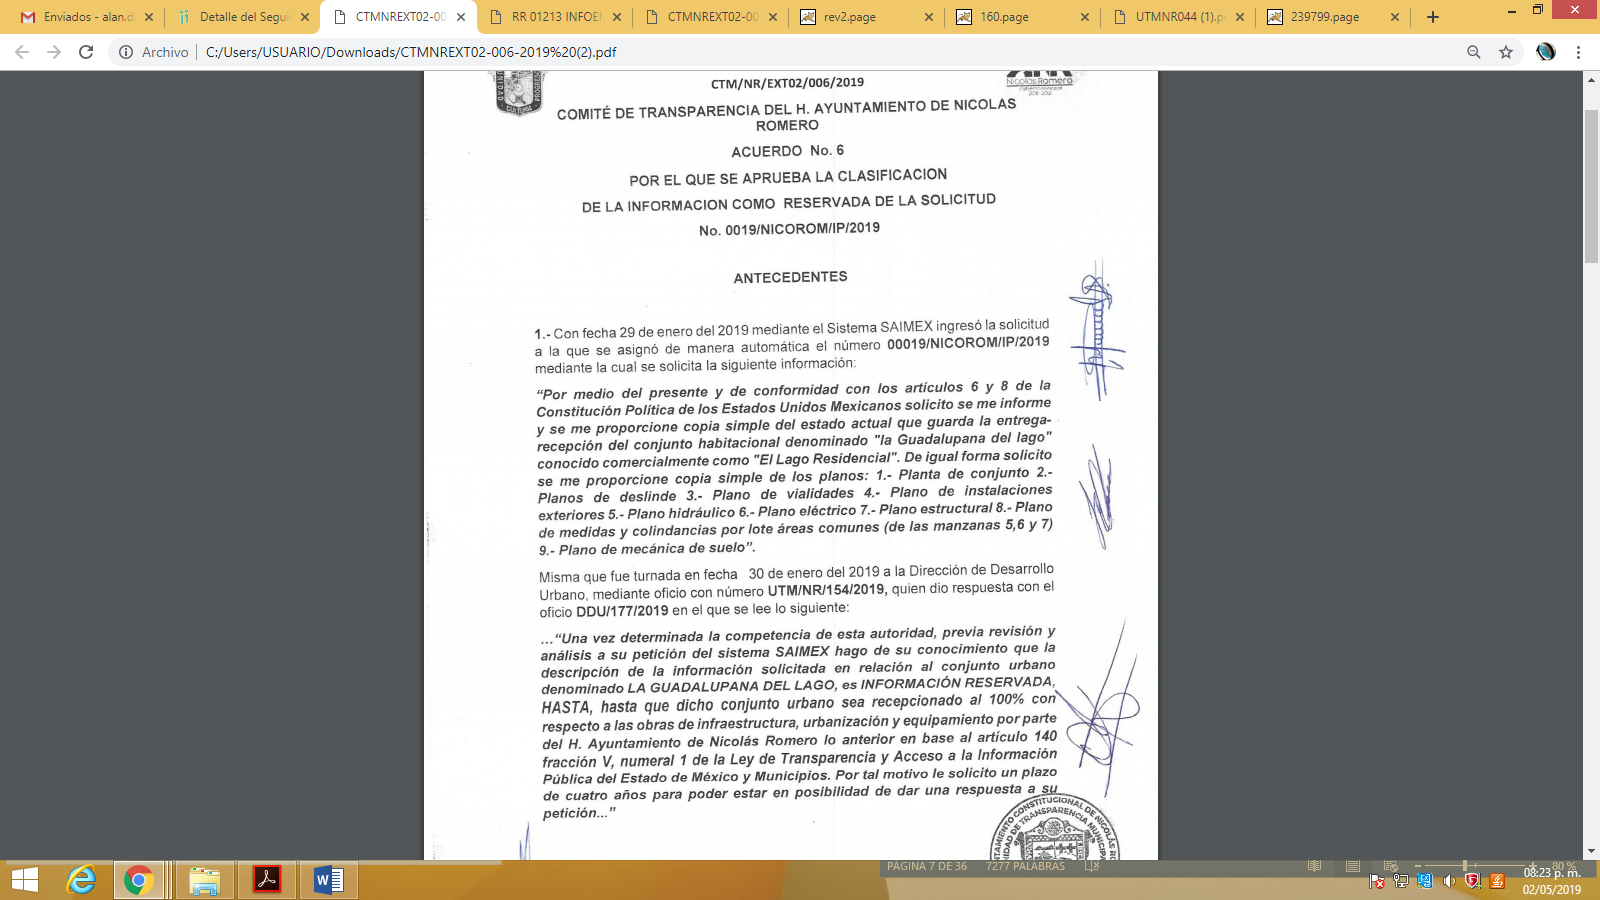 Enviados - alan.d
Detalle del Segui
CTMNREXT02-00
RR 01213 INFOEM
CTMNREXT02-00
rev2.page
160.page
UTMNR044 (1).p
239799.page
Archivo
C:/Users/USUARIO/Downloads/CTMNREXT02-006-2019%20(2).pdf
Nicolas Romero
CTM/NR/EXT02/006/2019
COMITÉ DE TRANSPARENCIA DEL H. AYUNTAMIENTO DE NICOLAS
ROMERO
ACUERDO No. 6
POR EL QUE SE APRUEBA LA CLASIFICACION
DE LA INFORMACION COMO RESERVADA DE LA SOLICITUD
No. 0019/NICOROM/IP/2019
ANTECEDENTES
1.- Con fecha 29 de enero del 2019 mediante el Sistema SAIMEX ingresó la solicitud
a la que se asignó de manera automática el número 00019/NICOROM/IP/2019
mediante la cual se solicita la siguiente información:
“Por medio del presente y de conformidad con los artículos 6 y 8 de la
Constitución Política de los Estados Unidos Mexicanos solicito se me informe
y se me proporcione copia simple del estado actual que guarda la entrega-
recepción del conjunto habitacional denominado "la Guadalupana del lago"
conocido comercialmente como "El Lago Residencial". De igual forma solicito
se me proporcione copia simple de los planos: 1.- Planta de conjunto 2.-
Planos de deslinde 3.- Plano de vialidades 4.- Plano de instalaciones
exteriores 5.- Plano hidráulico 6.- Plano eléctrico 7.- Plano estructural 8.- Plano
de medidas y colindancias por lote áreas comunes (de las manzanas 5,6 y 7)
9.- Plano de mecánica de suelo”.
Misma que fue turnada en fecha 30 de enero del 2019 a la Dirección de Desarrollo
Urbano, mediante oficio con número UTM/NR/154/2019, quien dio respuesta con el
oficio DDU/177/2019 en el que se lee lo siguiente:
…“Una vez determinada la competencia de esta autoridad, previa revisión y
análisis a su petición del sistema SAIMEX hago de su conocimiento que la
descripción de la información solicitada en relación al conjunto urbano
denominado LA GUADALUPANA DEL LAGO, es INFORMACIÓN RESERVADA,
HASTA, hasta que dicho conjunto urbano sea recepcionado al 100% con
respecto a las obras de infraestructura, urbanización y equipamiento por parte
del H. Ayuntamiento de Nicolás Romero lo anterior en base al artículo 140
fracción V, numeral 1 de la Ley de Transparencia y Acceso a la Información
Pública del Estado de México y Municipios. Por tal motivo le solicito un plazo
de cuatro años para poder estar en posibilidad de dar una respuesta a su
petición...”
PÁGINA 7 DE 36 7277 PALABRAS
80 %
08:23 p. m.
02/05/2019